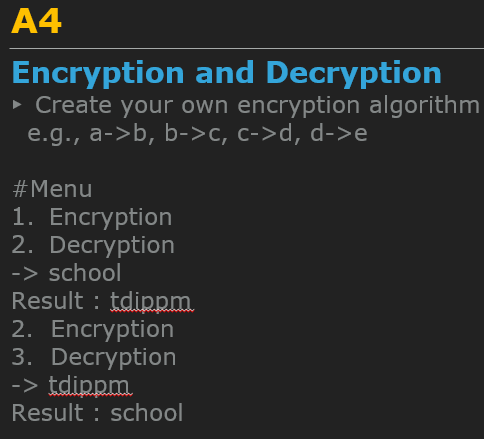 A4
Encryption and Decryption
▸ Create your own encryption algorithm
e.g., a->b, b->c, c->d, d->e
#Menu
1. Encryption
2. Decryption
-> school
Result : tdippm
2. Encryption
3. Decryption
-> tdippm
Result : school